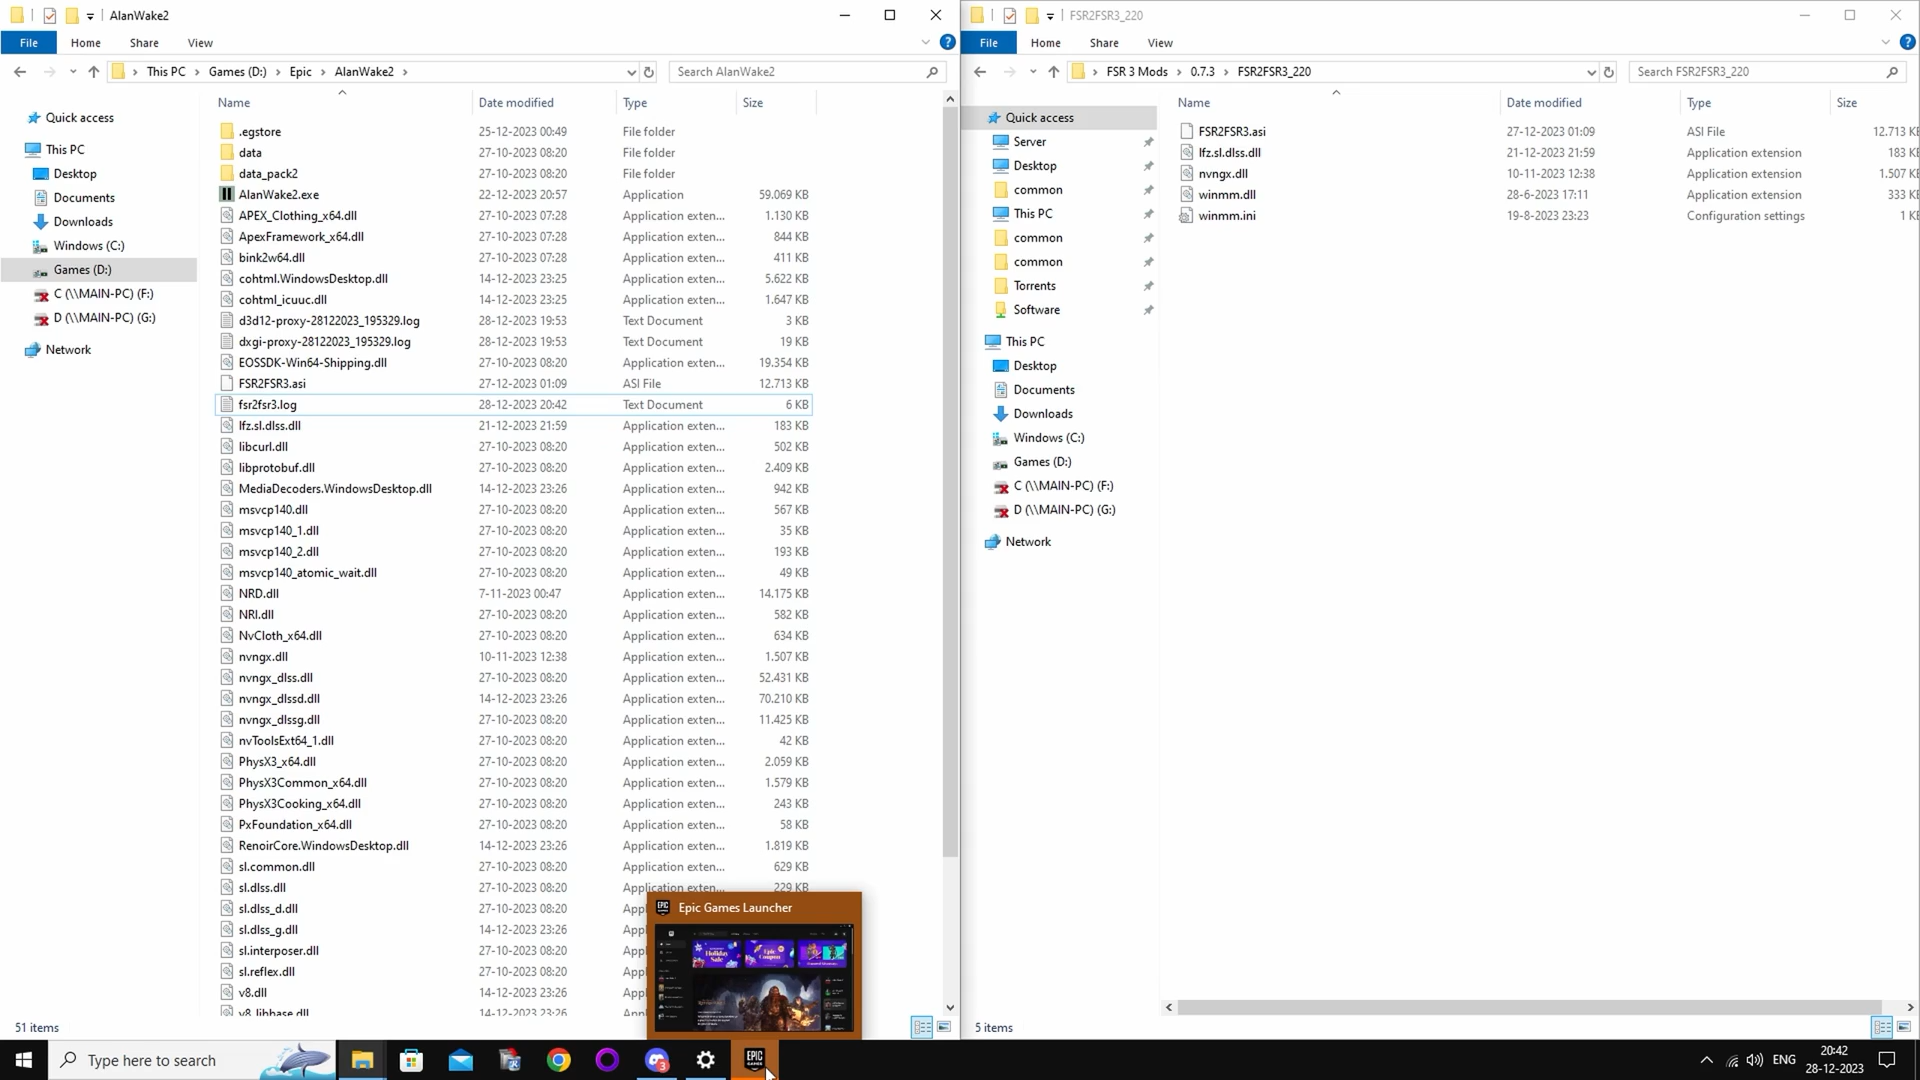 AlanWake2
File Home Share View
This PC Games (D:) Epic AlanWake2
Search AlanWake2
Quick access
This PC
Desktop
Documents
Downloads
Windows (C:)
Games (D:)
C (\\MAIN-PC) (F:)
D (\\MAIN-PC) (G:)
Network
Name Date modified Type Size
.egstore 25-12-2023 00:49 File folder
data 27-10-2023 08:20 File folder
data_pack2 27-10-2023 08:20 File folder
AlanWake2.exe 22-12-2023 20:57 Application 59.069 KB
APEX_Clothing_x64.dll 27-10-2023 07:28 Application exten... 1.130 KB
ApexFramework_x64.dll 27-10-2023 07:28 Application exten... 844 KB
bink2w64.dll 27-10-2023 07:28 Application exten... 411 KB
cohtml.WindowsDesktop.dll 14-12-2023 23:25 Application exten... 5.622 KB
cohtml_icuuc.dll 14-12-2023 23:25 Application exten... 1.647 KB
d3d12-proxy-28122023_195329.log 28-12-2023 19:53 Text Document 3 KB
dxgi-proxy-28122023_195329.log 28-12-2023 19:53 Text Document 19 KB
EOSSDK-Win64-Shipping.dll 27-10-2023 08:20 Application exten... 19.354 KB
FSR2FSR3.asi 27-12-2023 01:09 ASI File 12.713 KB
fsr2fsr3.log 28-12-2023 20:42 Text Document 6 KB
lfz.sl.dlss.dll 21-12-2023 21:59 Application exten... 183 KB
libcurl.dll 27-10-2023 08:20 Application exten... 502 KB
libprotobuf.dll 27-10-2023 08:20 Application exten... 2.409 KB
MediaDecoders.WindowsDesktop.dll 14-12-2023 23:26 Application exten... 942 KB
msvcp140.dll 27-10-2023 08:20 Application exten... 567 KB
msvcp140_1.dll 27-10-2023 08:20 Application exten... 35 KB
msvcp140_2.dll 27-10-2023 08:20 Application exten... 193 KB
msvcp140_atomic_wait.dll 27-10-2023 08:20 Application exten... 49 KB
NRD.dll 7-11-2023 00:47 Application exten... 14.175 KB
NRI.dll 27-10-2023 08:20 Application exten... 582 KB
NvCloth_x64.dll 27-10-2023 08:20 Application exten... 634 KB
nvngx.dll 10-11-2023 12:38 Application exten... 1.507 KB
nvngx_dlss.dll 27-10-2023 08:20 Application exten... 52.431 KB
nvngx_dlssd.dll 14-12-2023 23:26 Application exten... 70.210 KB
nvngx_dlssg.dll 27-10-2023 08:20 Application exten... 11.425 KB
nvToolsExt64_1.dll 27-10-2023 08:20 Application exten... 42 KB
PhysX3_x64.dll 27-10-2023 08:20 Application exten... 2.059 KB
PhysX3Common_x64.dll 27-10-2023 08:20 Application exten... 1.579 KB
PhysX3Cooking_x64.dll 27-10-2023 08:20 Application exten... 243 KB
PxFoundation_x64.dll 27-10-2023 08:20 Application exten... 58 KB
RenoirCore.WindowsDesktop.dll 14-12-2023 23:26 Application exten... 1.819 KB
sl.common.dll 27-10-2023 08:20 Application exten... 629 KB
sl.dlss.dll 27-10-2023 08:20 Application exten... 229 KB
sl.dlss_d.dll 27-10-2023 08:20 Appl
sl.dlss_g.dll 14-12-2023 23:26 Appl
sl.interposer.dll 27-10-2023 08:20 Appl
sl.reflex.dll 27-10-2023 08:20 Appl
v8.dll 14-12-2023 23:26 Appl
v8_libbase.dll 14-12-2023 23:26 Appl
51 items
Epic Games Launcher
Holiday Sale
Epic Coupon
FSR2FSR3_220
File Home Share View
FSR 3 Mods 0.7.3 FSR2FSR3_220
Search FSR2FSR3_220
Quick access
Server
Desktop
common
This PC
common
common
Torrents
Software
This PC
Desktop
Documents
Downloads
Windows (C:)
Games (D:)
C (\\MAIN-PC) (F:)
D (\\MAIN-PC) (G:)
Network
Name Date modified Type Size
FSR2FSR3.asi 27-12-2023 01:09 ASI File 12.713 KB
lfz.sl.dlss.dll 21-12-2023 21:59 Application extension 183 KB
nvngx.dll 10-11-2023 12:38 Application extension 1.507 KB
winmm.dll 28-6-2023 17:11 Application extension 333 KB
winmm.ini 19-8-2023 23:23 Configuration settings 1 KB
5 items
Type here to search
EPIC GAMES
3
ENG
20:42
28-12-2023